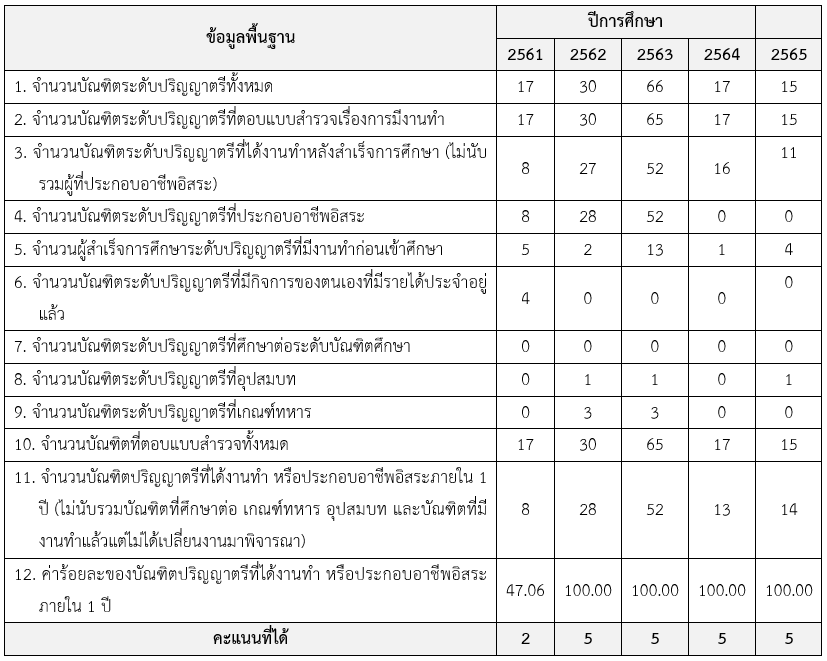 ข้อมูลพื้นฐาน ปีการศึกษา
2561 2562 2563 2564 2565
1. จำนวนบัณฑิตระดับปริญญาตรีทั้งหมด 17 30 66 17 15
2. จำนวนบัณฑิตระดับปริญญาตรีที่ตอบแบบสำรวจเรื่องการมีงานทำ 17 30 65 17 15
3. จำนวนบัณฑิตระดับปริญญาตรีที่ได้งานทำหลังสำเร็จการศึกษา (ไม่นับ
รวมผู้ที่ประกอบอาชีพอิสระ) 8 27 52 16 11
4. จำนวนบัณฑิตระดับปริญญาตรีที่ประกอบอาชีพอิสระ 8 28 52 0 0
5. จำนวนผู้สำเร็จการศึกษาระดับปริญญาตรีที่มีงานทำก่อนเข้าศึกษา 5 2 13 1 4
6. จำนวนบัณฑิตระดับปริญญาตรีที่มีกิจการของตนเองที่มีรายได้ประจำอยู่
แล้ว 4 0 0 0 0
7. จำนวนบัณฑิตระดับปริญญาตรีที่ศึกษาต่อระดับบัณฑิตศึกษา 0 0 0 0 0
8. จำนวนบัณฑิตระดับปริญญาตรีที่อุปสมบท 0 1 1 0 1
9. จำนวนบัณฑิตระดับปริญญาตรีที่เกณฑ์ทหาร 0 3 3 0 0
10. จำนวนบัณฑิตที่ตอบแบบสำรวจทั้งหมด 17 30 65 17 15
11. จำนวนบัณฑิตปริญญาตรีที่ได้งานทำ หรือประกอบอาชีพอิสระภายใน 1
ปี (ไม่นับรวมบัณฑิตที่ศึกษาต่อ เกณฑ์ทหาร อุปสมบท และบัณฑิตที่มี
งานทำแล้วแต่ไม่ได้เปลี่ยนงานมาพิจารณา) 8 28 52 13 14
12. ค่าร้อยละของบัณฑิตปริญญาตรีที่ได้งานทำ หรือประกอบอาชีพอิสระ
ภายใน 1 ปี 47.06 100.00 100.00 100.00 100.00
คะแนนที่ได้ 2 5 5 5 5